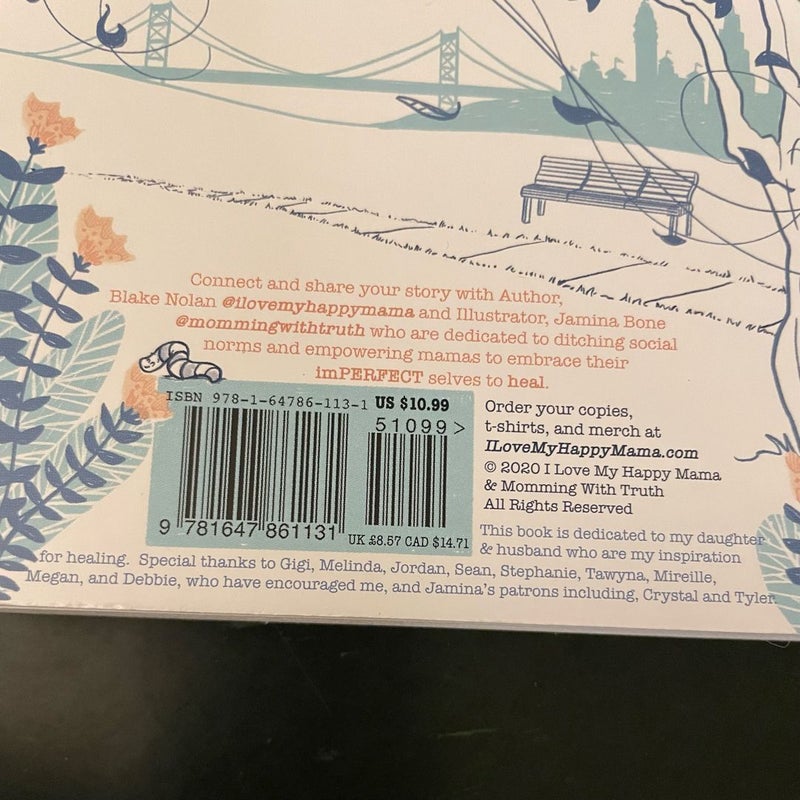 Connect and share your story with Author,
Blake Nolan @ilovemyhappymama and Illustrator, Jamina Bone
@mommingwithtruth who are dedicated to ditching social
norms and empowering mamas to embrace their
imPERFECT selves to heal.
ISBN 978-1-64786-113-1 US $10.99
51099 >
9 781647 861131
UK £8.57 CAD $14.71
Order your copies,
t-shirts, and merch at
ILoveMyHappyMama.com
© 2020 I Love My Happy Mama
& Momming With Truth
All Rights Reserved
This book is dedicated to my daughter
& husband who are my inspiration
for healing. Special thanks to Gigi, Melinda, Jordan, Sean, Stephanie, Tawyna, Mireille,
Megan, and Debbie, who have encouraged me, and Jamina's patrons including, Crystal and Tyler.